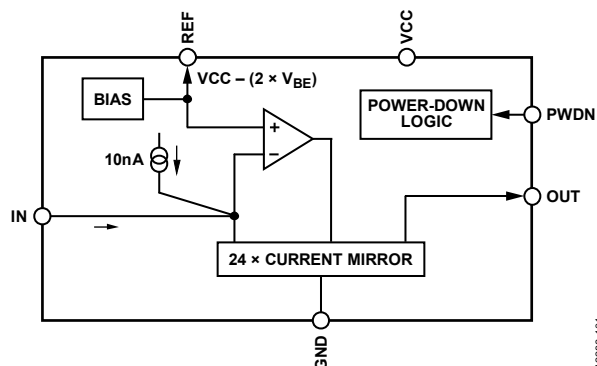 REF
VCC
VCC – (2 × VBE)
BIAS
POWER-DOWN
LOGIC
PWDN
+
–
10nA
OUT
IN
24 × CURRENT MIRROR
GND